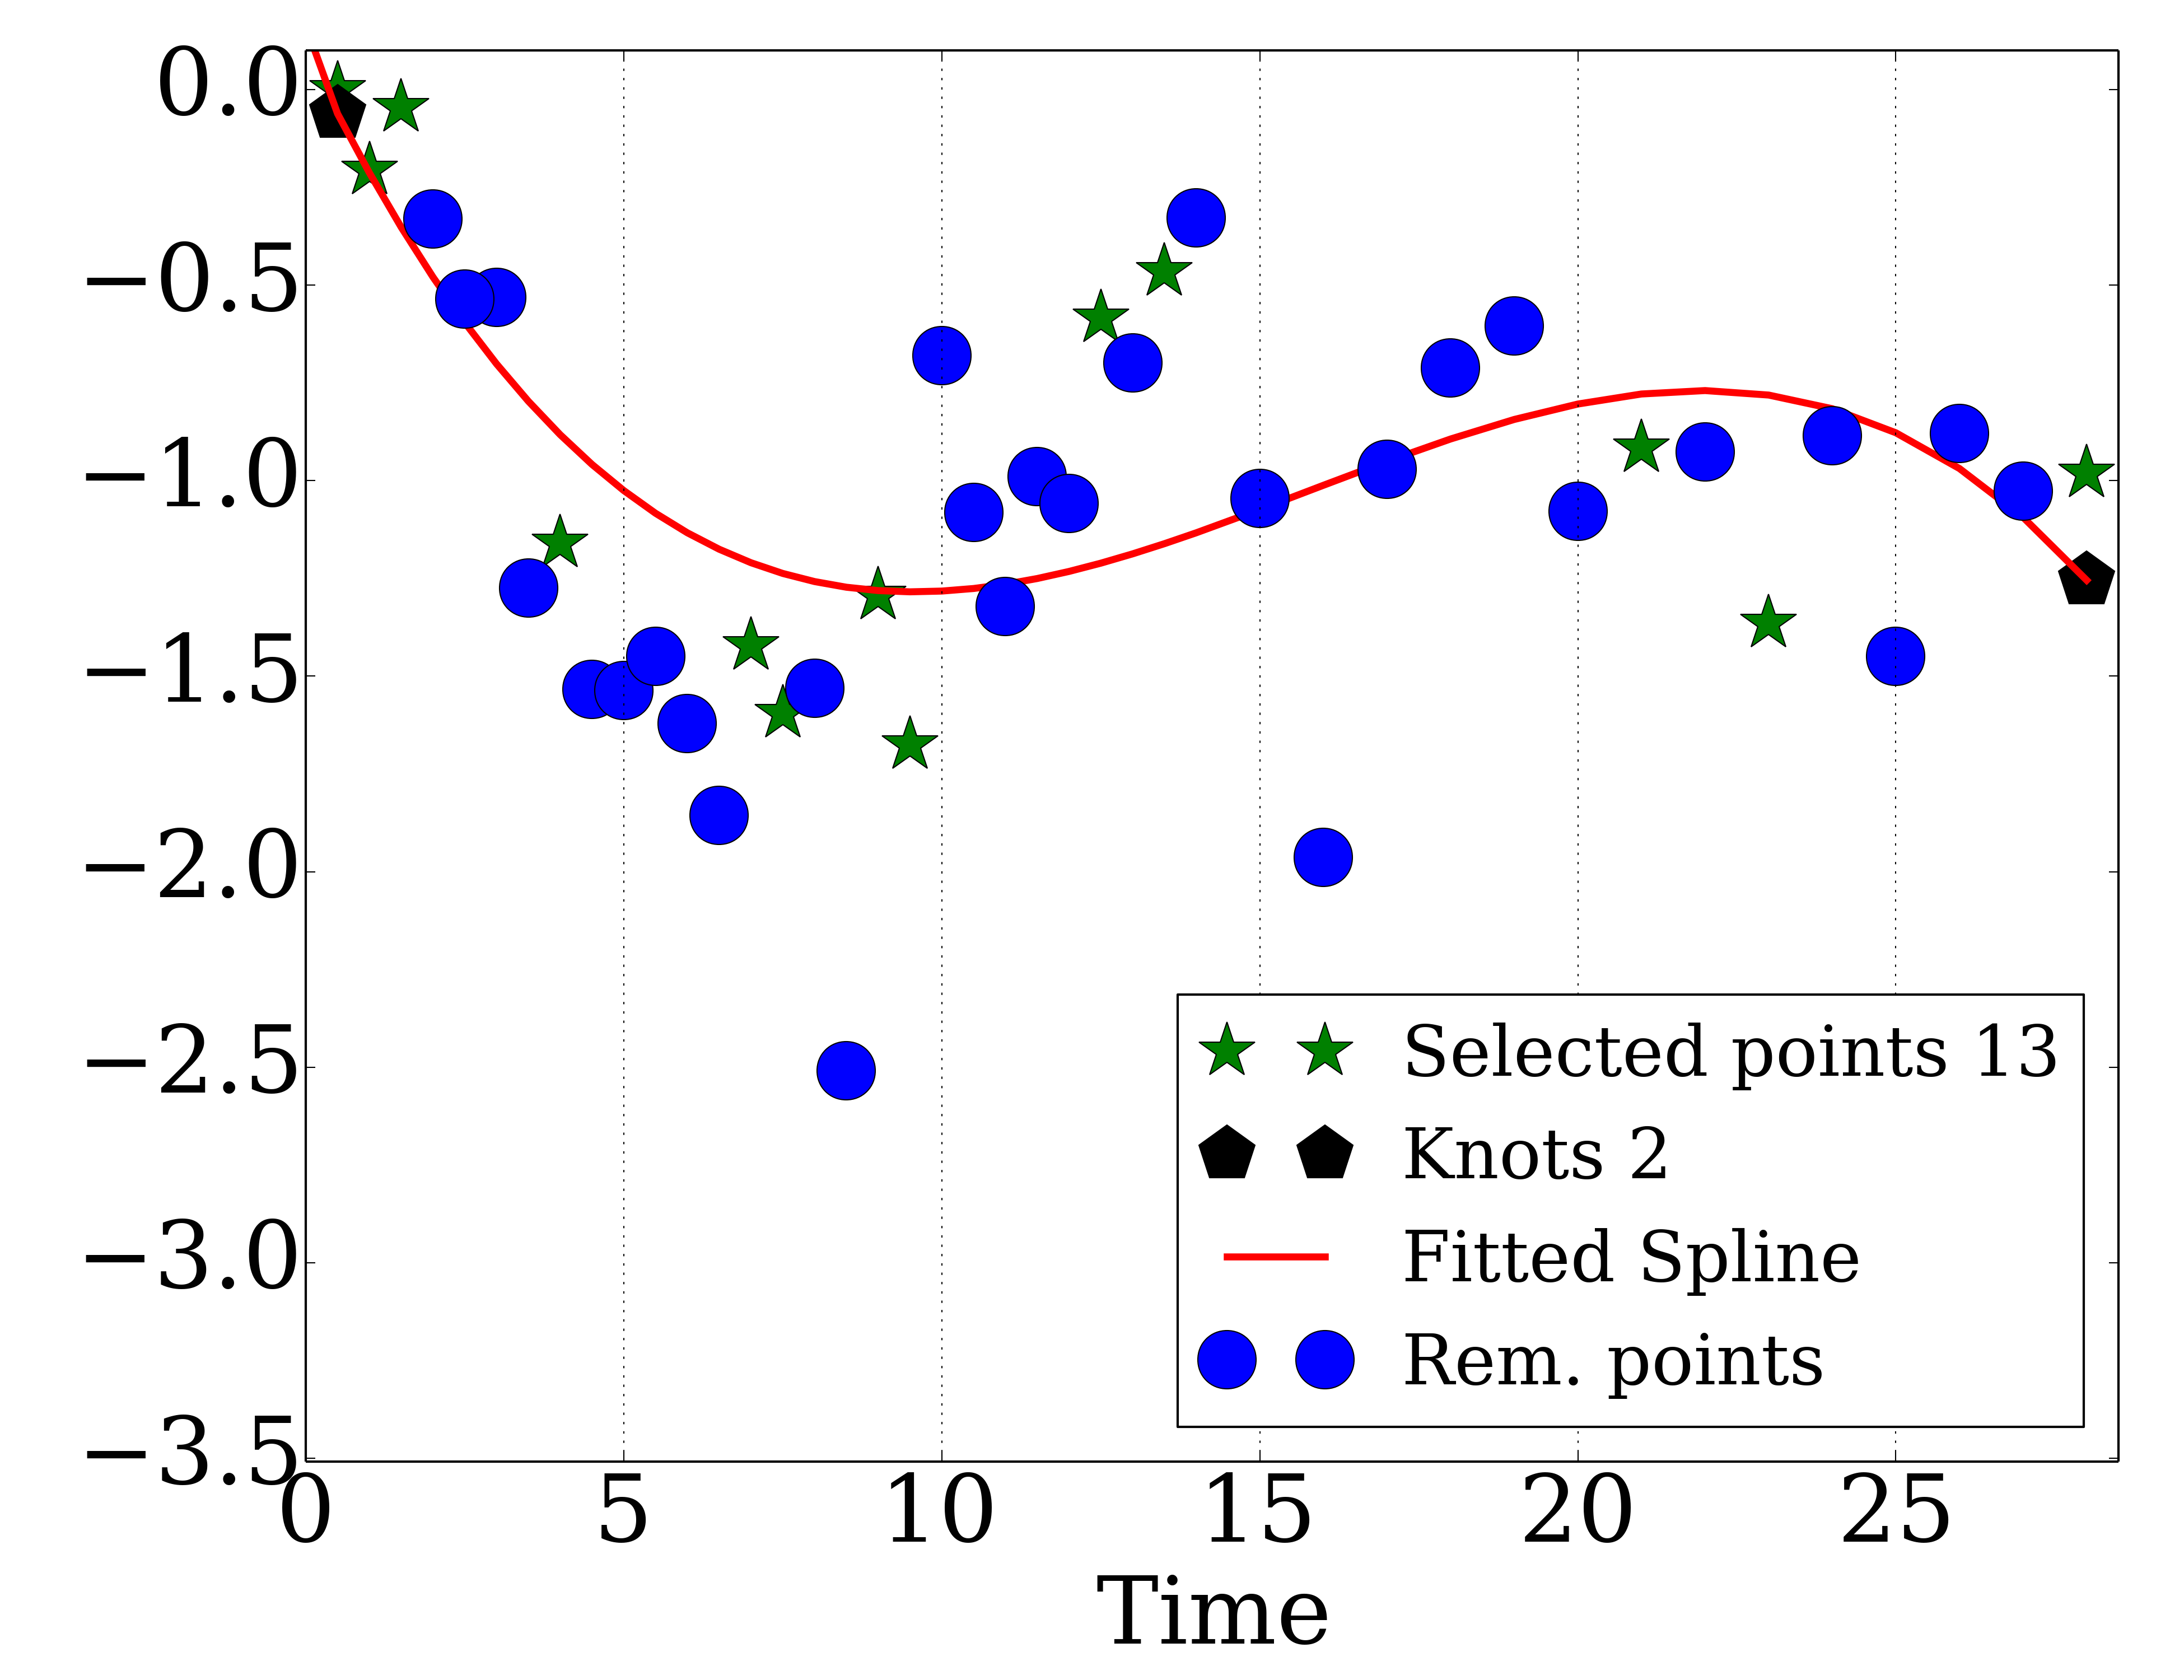 0.0
−0.5
−1.0
−1.5
−2.0
−2.5
−3.0
−3.5
Selected points 13
Knots 2
Fitted Spline
Rem. points
0 5 10 15 20 25
Time